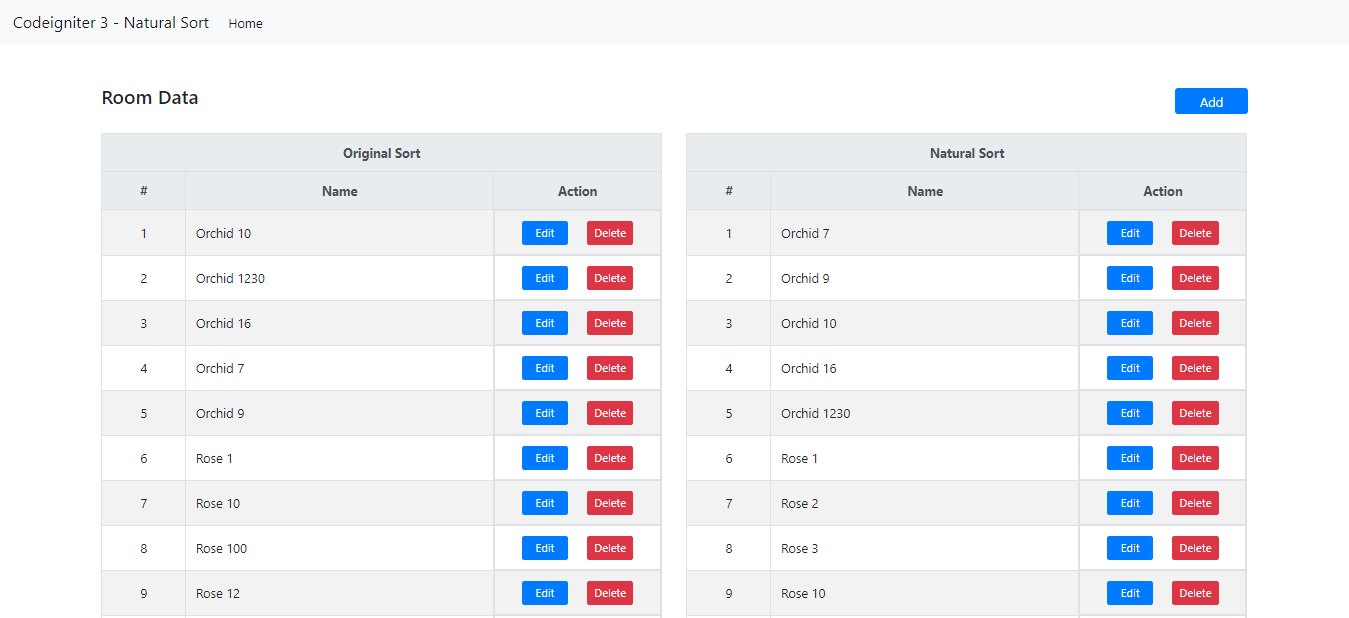 Codeigniter 3 - Natural Sort Home
Room Data Add
Original Sort Natural Sort
# Name Action # Name Action
1 Orchid 10 Edit Delete 1 Orchid 7 Edit Delete
2 Orchid 1230 Edit Delete 2 Orchid 9 Edit Delete
3 Orchid 16 Edit Delete 3 Orchid 10 Edit Delete
4 Orchid 7 Edit Delete 4 Orchid 16 Edit Delete
5 Orchid 9 Edit Delete 5 Orchid 1230 Edit Delete
6 Rose 1 Edit Delete 6 Rose 1 Edit Delete
7 Rose 10 Edit Delete 7 Rose 2 Edit Delete
8 Rose 100 Edit Delete 8 Rose 3 Edit Delete
9 Rose 12 Edit Delete 9 Rose 10 Edit Delete